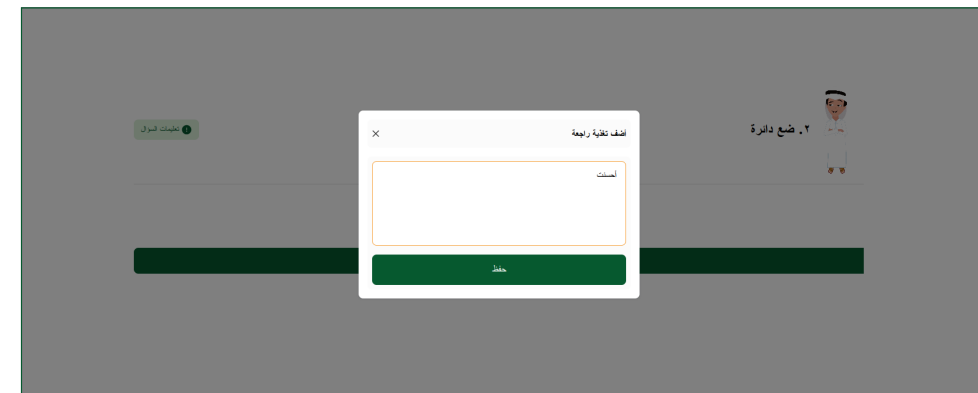 ٢. ضع دائرة
تعليمات السؤال
أضف تغذية راجعة
أحسنت
حفظ